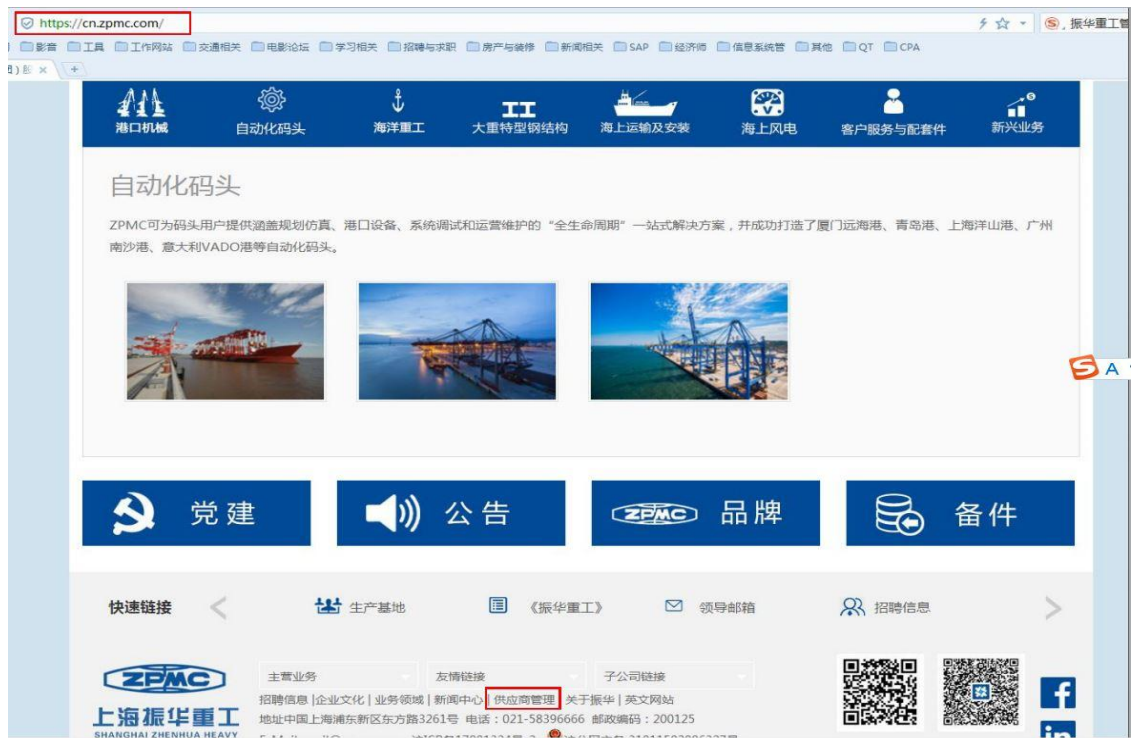 https://cn.zpmc.com/
振华重工管
影音 工具 工作网站 交通相关 电影论坛 学习相关 招聘与求职 房产与装修 新闻相关 SAP 经济师 信息系统管 其他 QT CPA
港口机械 自动化码头 海洋重工 大重特型钢结构 海上运输及安装 海上风电 客户服务与配套件 新兴业务
自动化码头
ZPMC可为码头用户提供涵盖规划仿真、港口设备、系统调试和运营维护的“全生命周期”一站式解决方案，并成功打造了厦门远海港、青岛港、上海洋山港、广州
南沙港、意大利VADO港等自动化码头。
S A
党建 公告 ZPMC 品牌 备件
快速链接 生产基地 《振华重工》 领导邮箱 招聘信息
ZPMC 主营业务 友情链接 子公司链接
招聘信息 |企业文化 | 业务领域 | 新闻中心 | 供应商管理 | 关于振华 | 英文网站
上海振华重工 地址中国上海浦东新区东方路3261号 电话：021-58396666 邮政编码：200125
SHANGHAI ZHENHUA HEAVY
f
in